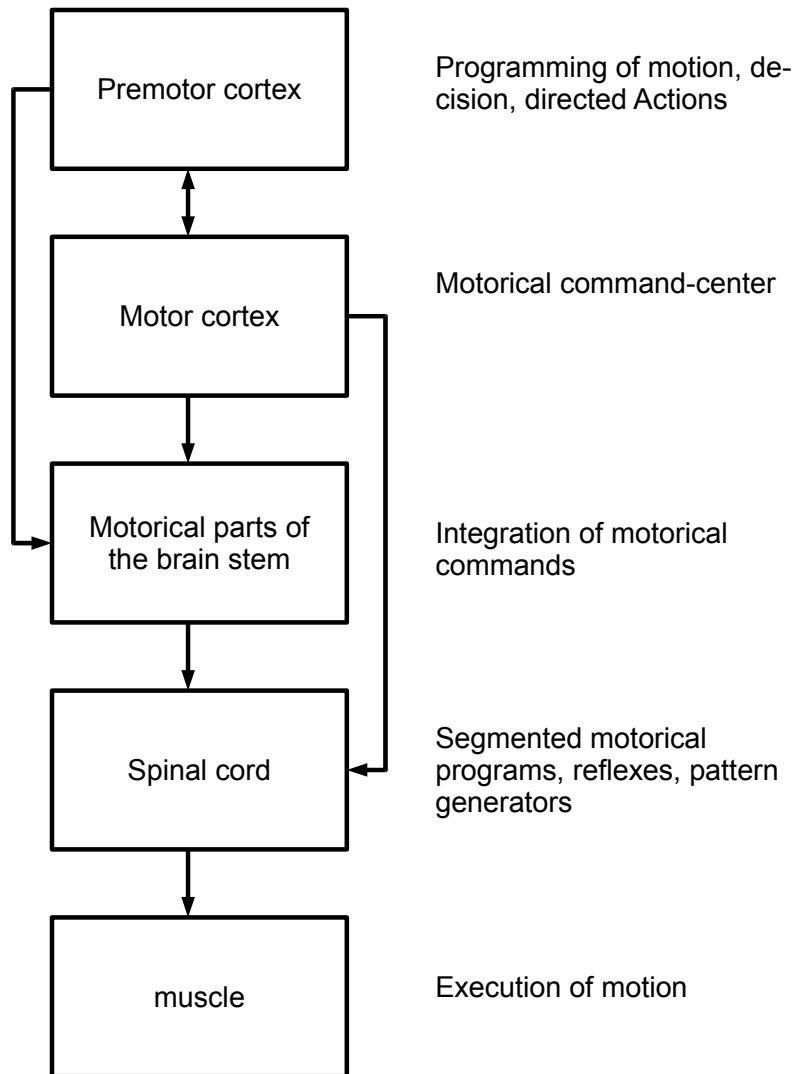 Premotor cortex
Programming of motion, de-
cision, directed Actions
Motor cortex
Motorical command-center
Motorical parts of
the brain stem
Integration of motorical
commands
Spinal cord
Segmented motorical
programs, reflexes, pattern
generators
muscle
Execution of motion